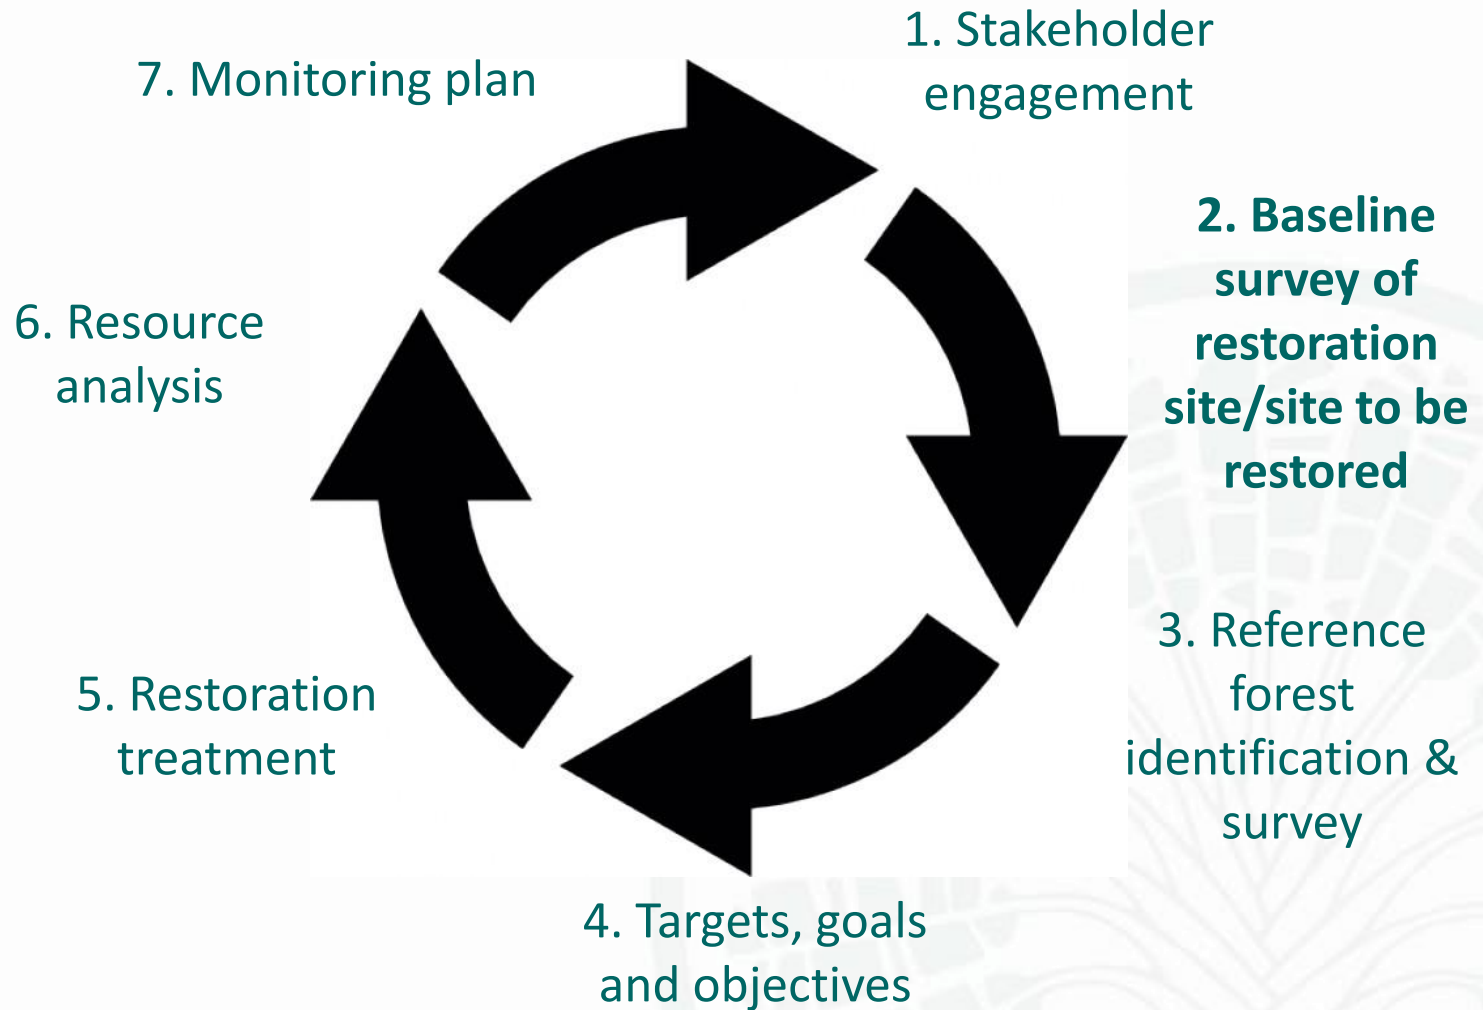 1. Stakeholder
engagement
2. Baseline
survey of
restoration
site/site to be
restored
3. Reference
forest
identification &
survey
4. Targets, goals
and objectives
5. Restoration
treatment
6. Resource
analysis
7. Monitoring plan